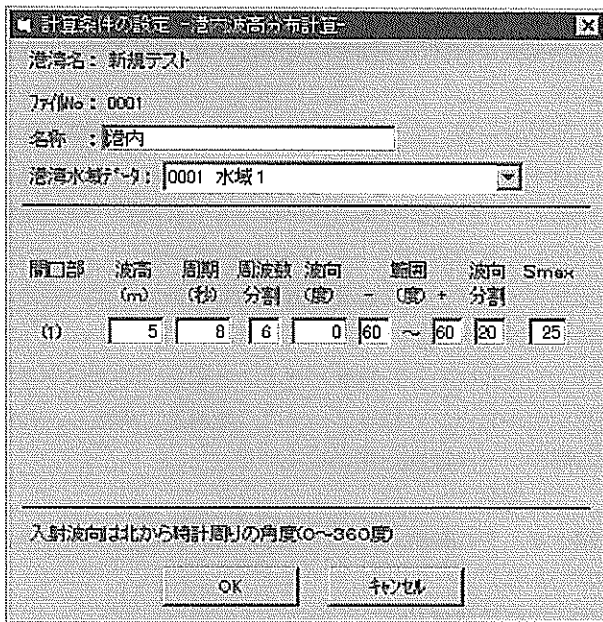 計算条件の設定 -港内波高分布計算-
港湾名: 新規テスト
ファイルNo: 0001
名称 : 港内
港湾水域データ: 0001 水域1
開口部 波高 周期 周波数 波向 範囲 波向 Smax
(m) (秒) 分割 (度) - (度) + 分割
(1) 5 8 6 0 60 ~ 60 20 25
入射波向は北から時計周りの角度(0~360度)
OK キャンセル